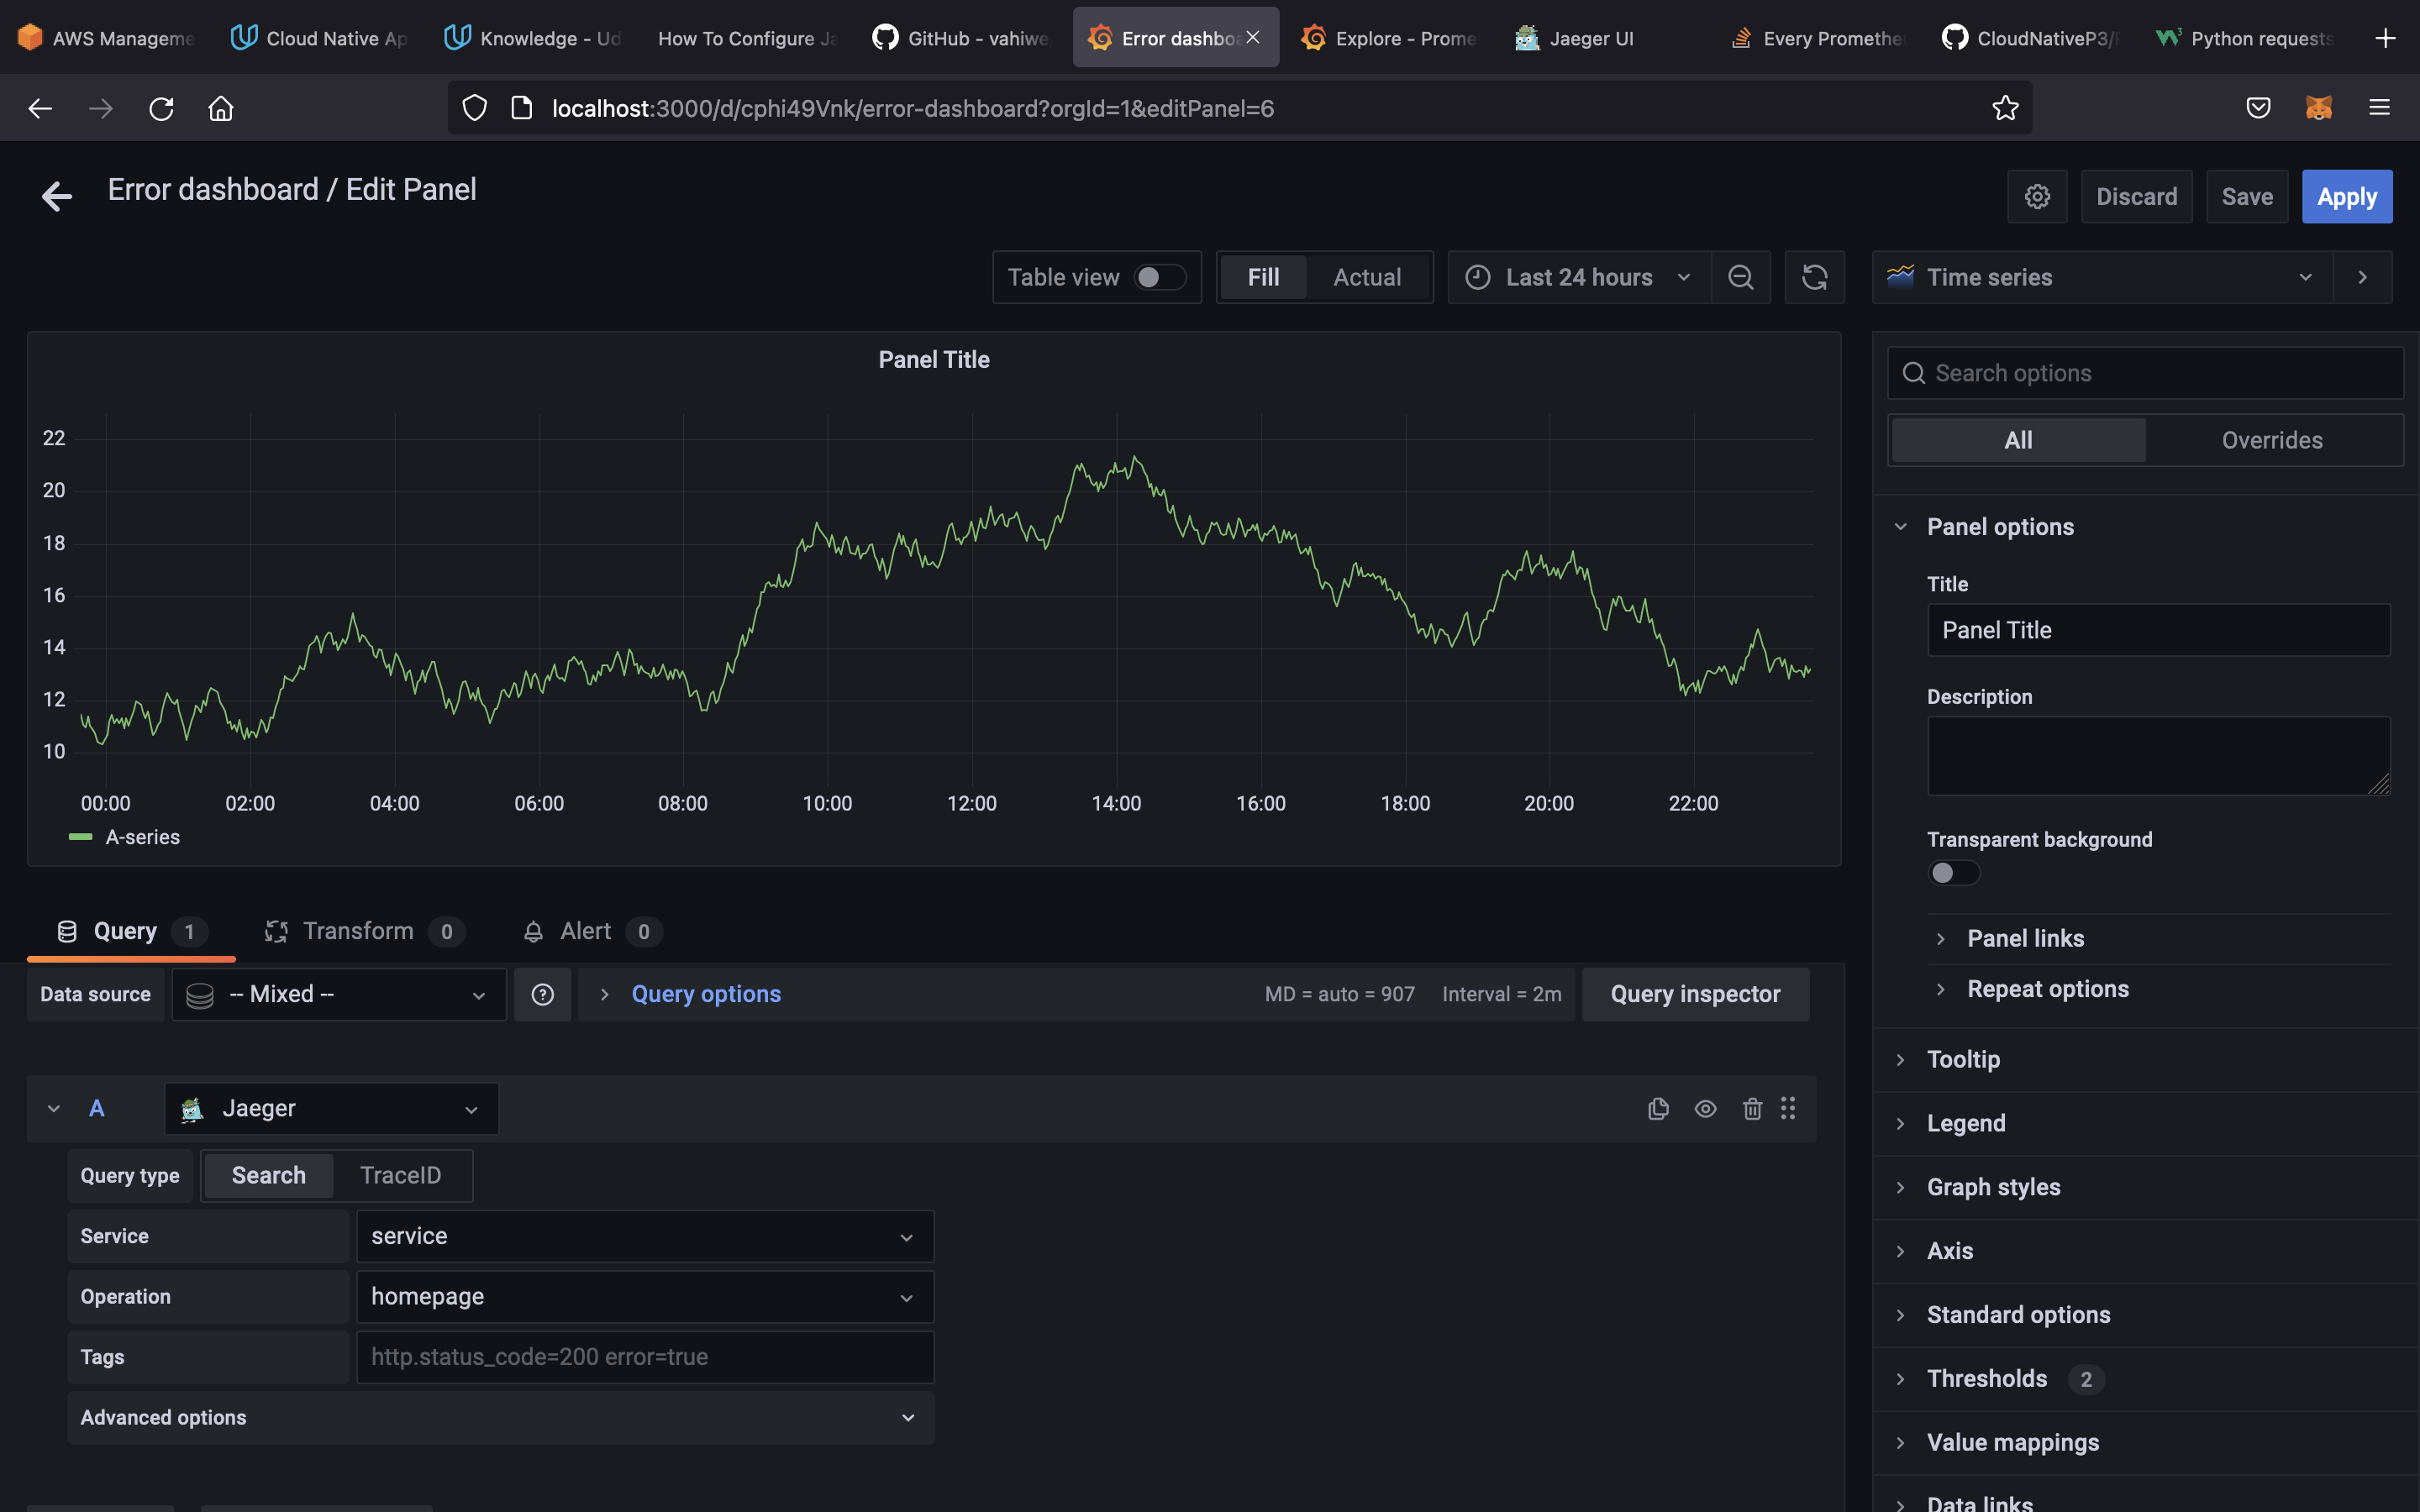 AWS Manageme
Cloud Native Ap
Knowledge - Ud
How To Configure Ja
GitHub - vahiwe
Error dashboa
Explore - Prome
Jaeger UI
Every Promethe
CloudNativeP3/
Python requests
localhost:3000/d/cphi49Vnk/error-dashboard?orgId=1&editPanel=6
Error dashboard / Edit Panel
Discard
Save
Apply
Table view
Fill
Actual
Last 24 hours
Time series
Panel Title
22
20
18
16
14
12
10
00:00
02:00
04:00
06:00
08:00
10:00
12:00
14:00
16:00
18:00
20:00
22:00
A-series
Search options
All
Overrides
Panel options
Title
Panel Title
Description
Transparent background
Panel links
Repeat options
Tooltip
Legend
Graph styles
Axis
Standard options
Thresholds 2
Value mappings
Data links
Query 1
Transform 0
Alert 0
Data source
-- Mixed --
Query options
MD = auto = 907
Interval = 2m
Query inspector
A
Jaeger
Query type
Search
TraceID
Service
service
Operation
homepage
Tags
http.status_code=200 error=true
Advanced options